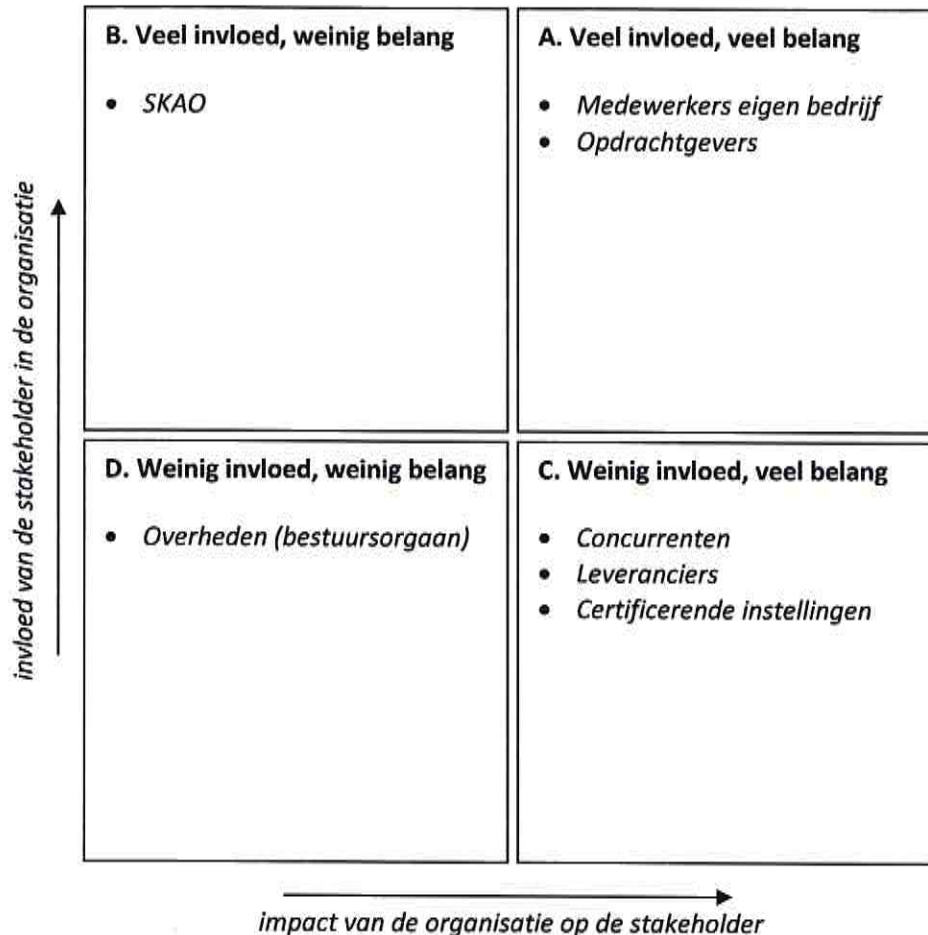 B. Veel invloed, weinig belang
• SKAO
A. Veel invloed, veel belang
• Medewerkers eigen bedrijf
• Opdrachtgevers
invloed van de stakeholder in de organisatie
D. Weinig invloed, weinig belang
• Overheden (bestuursorgaan)
C. Weinig invloed, veel belang
• Concurrenten
• Leveranciers
• Certificerende instellingen
impact van de organisatie op de stakeholder